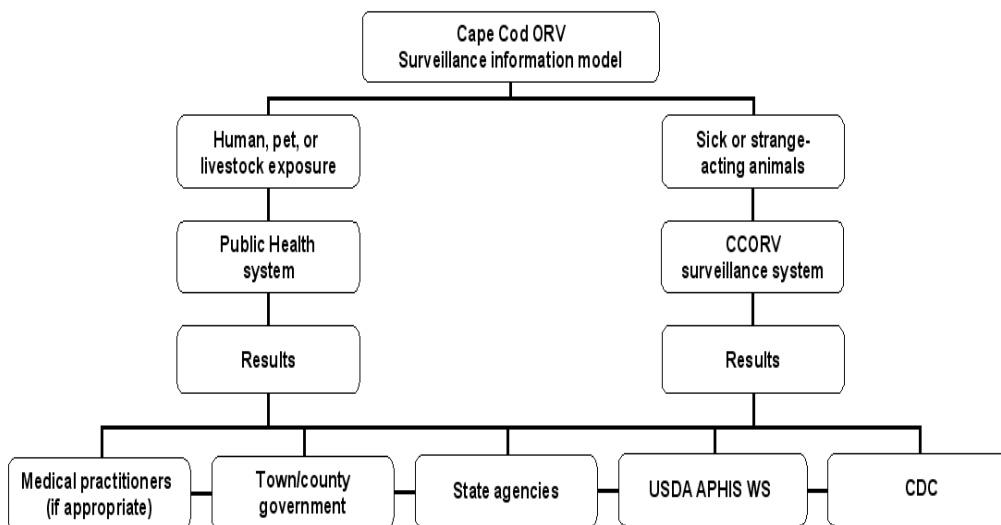 Cape Cod ORV
Surveillance information model
Human, pet, or
livestock exposure
Sick or strange-
acting animals
Public Health
system
CCORV
surveillance system
Results
Results
Medical practitioners
(if appropriate)
Town/county
government
State agencies
USDA APHIS WS
CDC